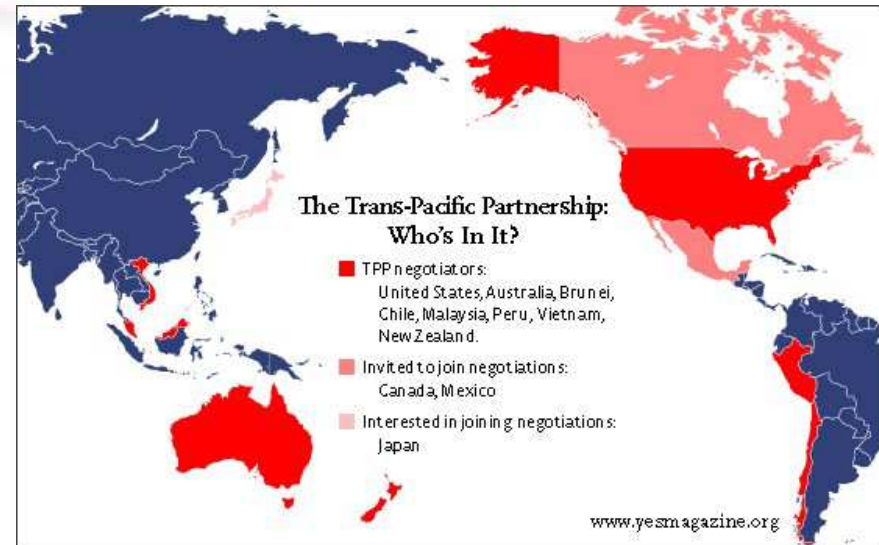 The Trans-Pacific Partnership:
Who's In It?
TPP negotiators:
United States, Australia, Brunei,
Chile, Malaysia, Peru, Vietnam,
New Zealand.
Invited to join negotiations:
Canada, Mexico
Interested in joining negotiations:
Japan
www.yesmagazine.org